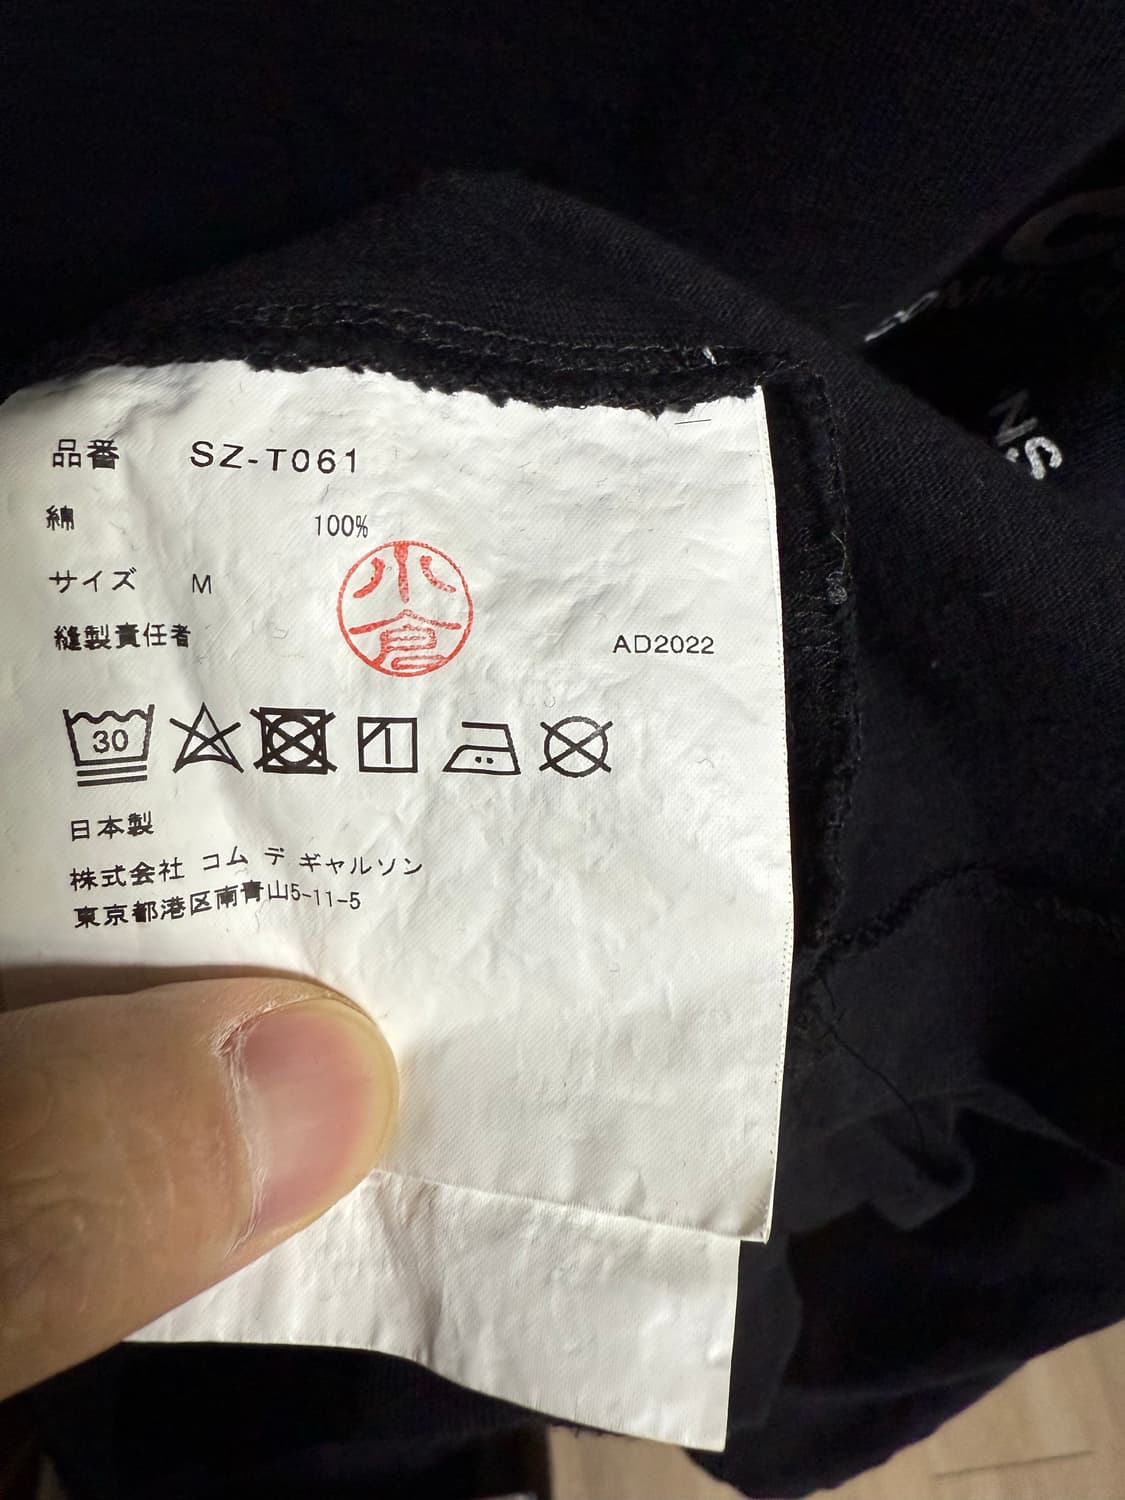 品番 SZ-T061
綿 100%
サイズ M
小倉
縫製責任者
AD2022
30
日本製
株式会社 コム デ ギャルソン
東京都港区南青山5-11-5
NS